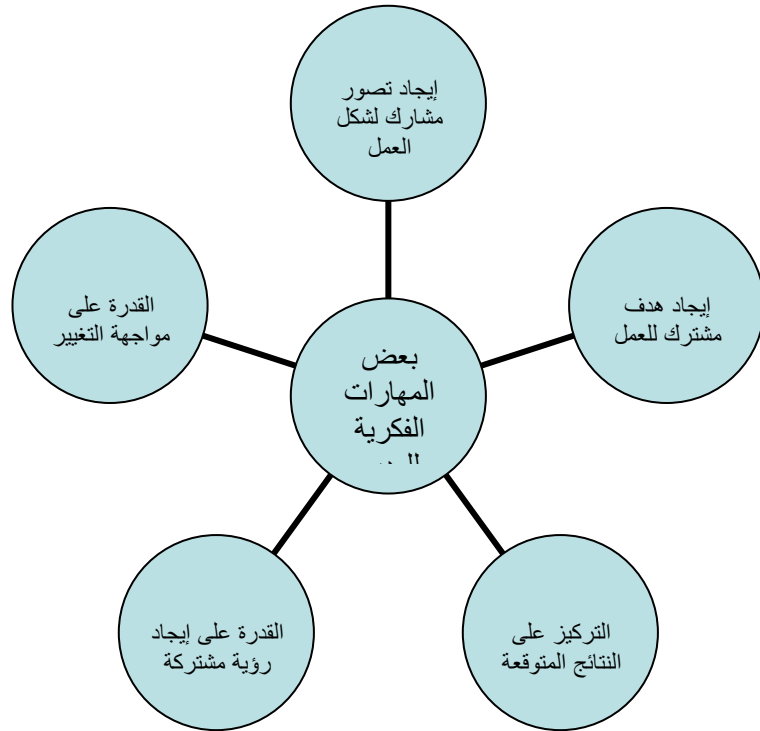 إيجاد تصور
مشارك لشكل
العمل
القدرة على
مواجهة التغيير
إيجاد هدف
مشترك للعمل
بعض
المهارات
الفكرية
القدرة على إيجاد
رؤية مشتركة
التركيز على
النتائج المتوقعة